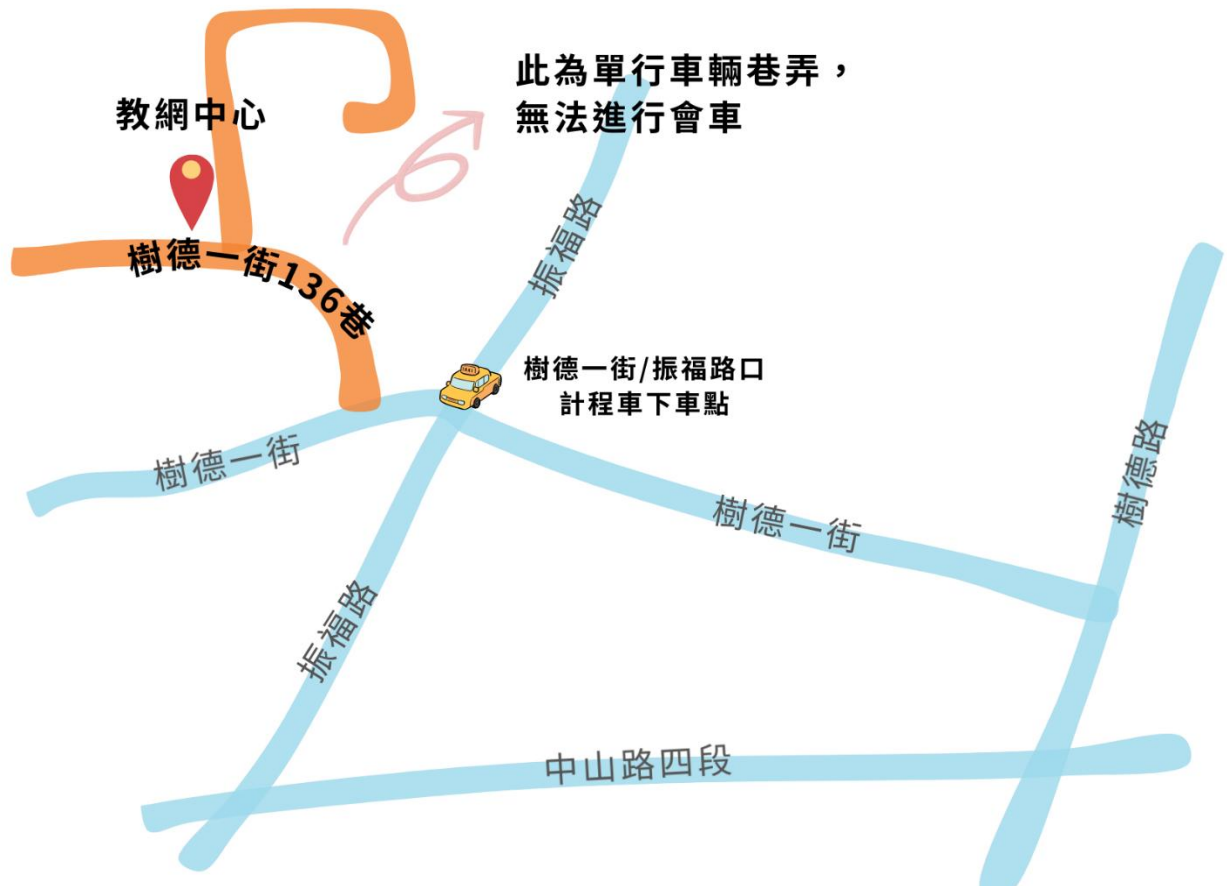 此為單行車輛巷弄，
無法進行會車
教網中心
樹德一街136巷
振福路
樹德一街/振福路口
計程車下車點
TAXI
樹德一街
樹德一街
樹德路
振福路
中山路四段